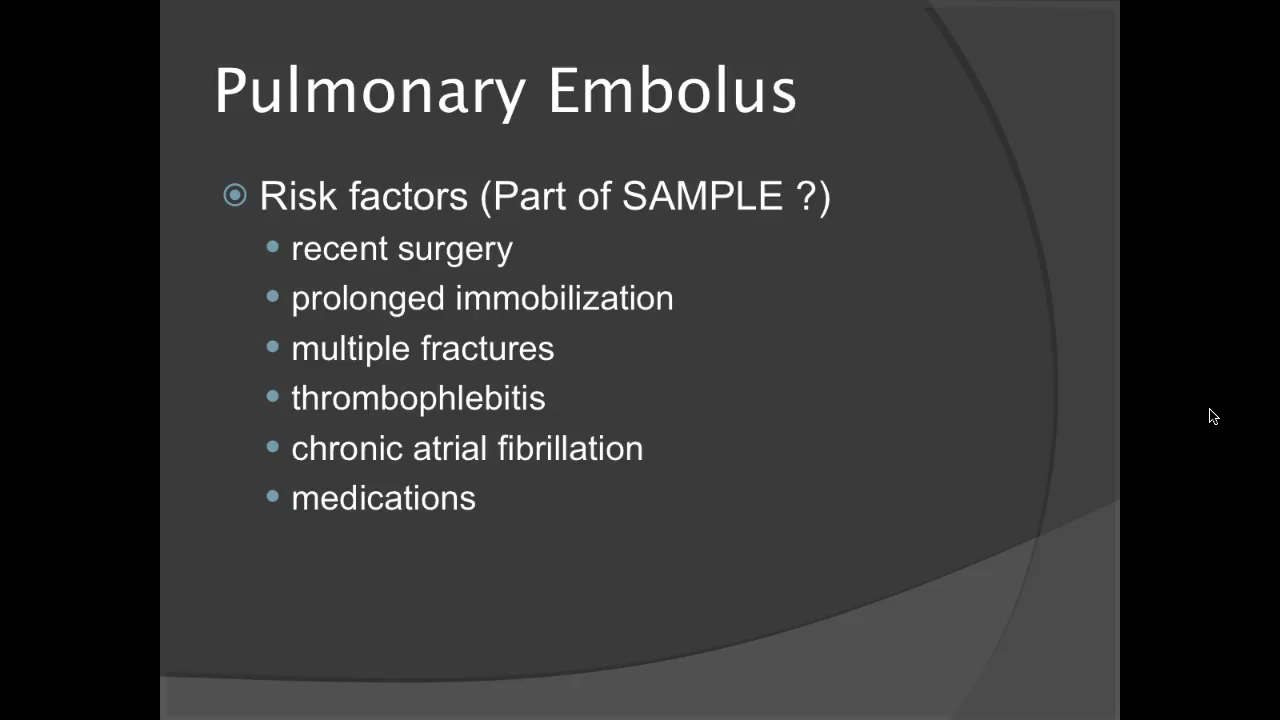 Pulmonary Embolus
Risk factors (Part of SAMPLE ?)
recent surgery
prolonged immobilization
multiple fractures
thrombophlebitis
chronic atrial fibrillation
medications